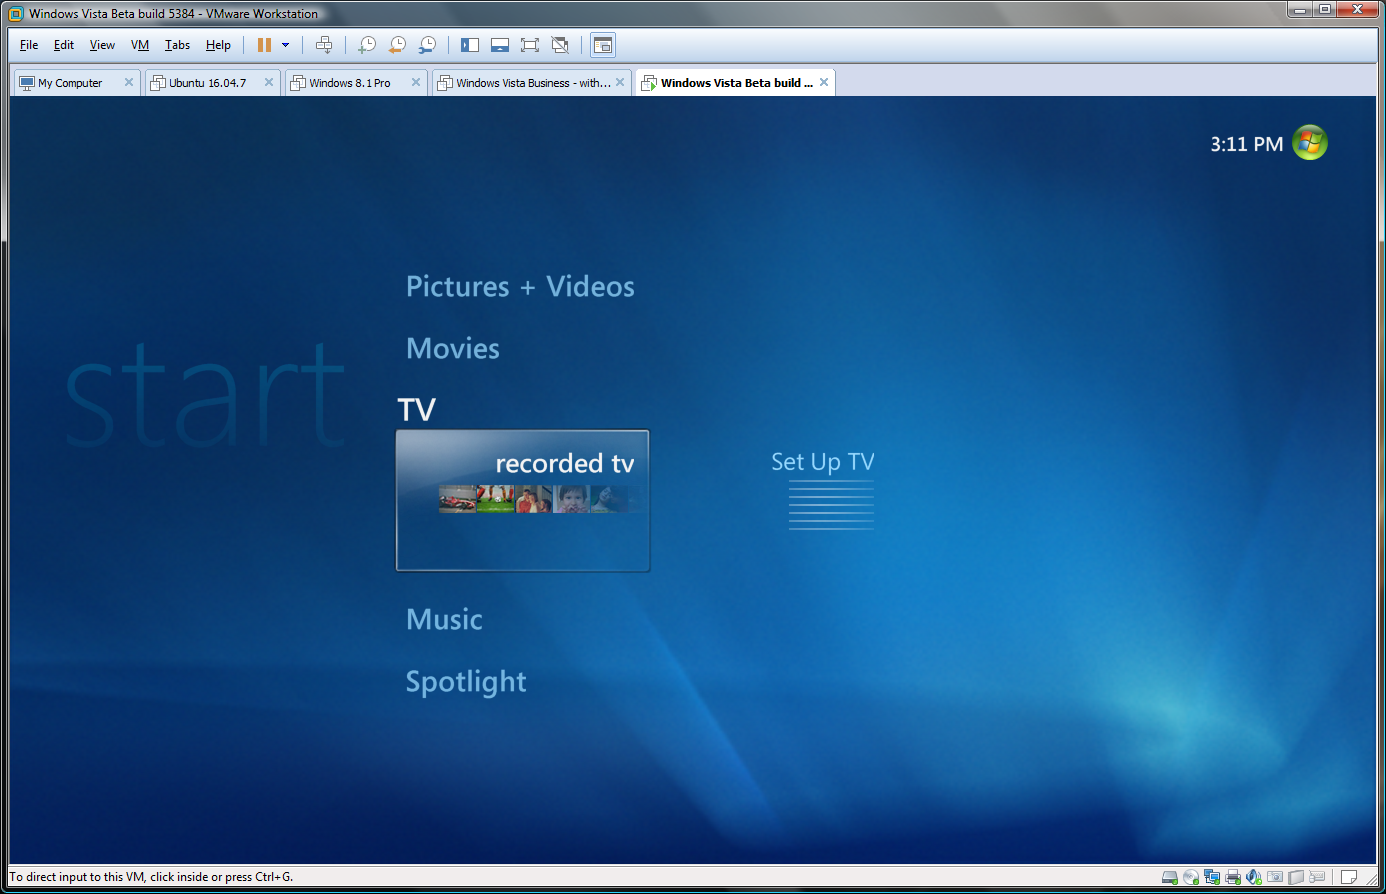 Windows Vista Beta build 5384 - VMware Workstation
File Edit View VM Tabs Help
My Computer Ubuntu 16.04.7 Windows 8.1 Pro Windows Vista Business - with... Windows Vista Beta build ...
3:11 PM
Pictures + Videos
Movies
start
TV
recorded tv
Set Up TV
Music
Spotlight
To direct input to this VM, click inside or press Ctrl+G.